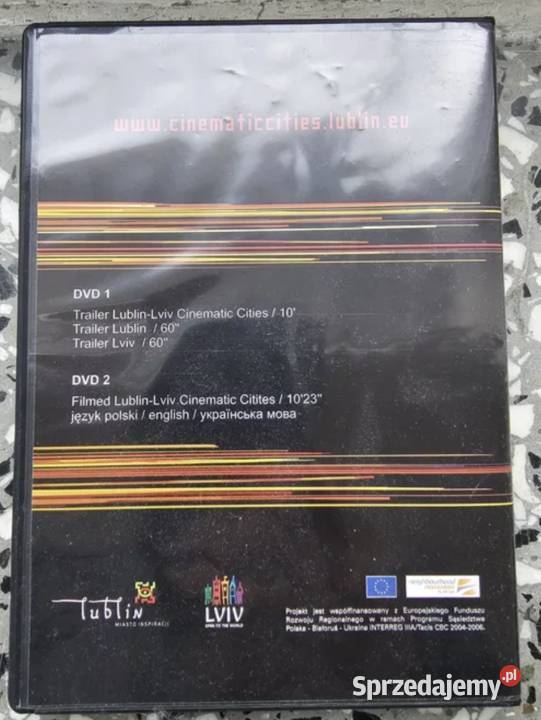 www.cinematiccities.lublin.eu
DVD 1
Trailer Lublin-Lviv Cinematic Cities / 10'
Trailer Lublin / 60"
Trailer Lviv / 60"
DVD 2
Filmed Lublin-Lviv Cinematic Citites / 10'23"
język polski / english / українська мова
lublin
MIASTO INSPIRACJI
LVIV
OPEN TO THE WORLD
neighbourhood
Projekt jest współfinansowany z Europejskiego Funduszu
Rozwoju Regionalnego w ramach Programu Sąsiedztwa
Polska - Białoruś - Ukraina INTERREG IIIA/Tacis CBC 2004-2006.
Sprzedajemy.pl